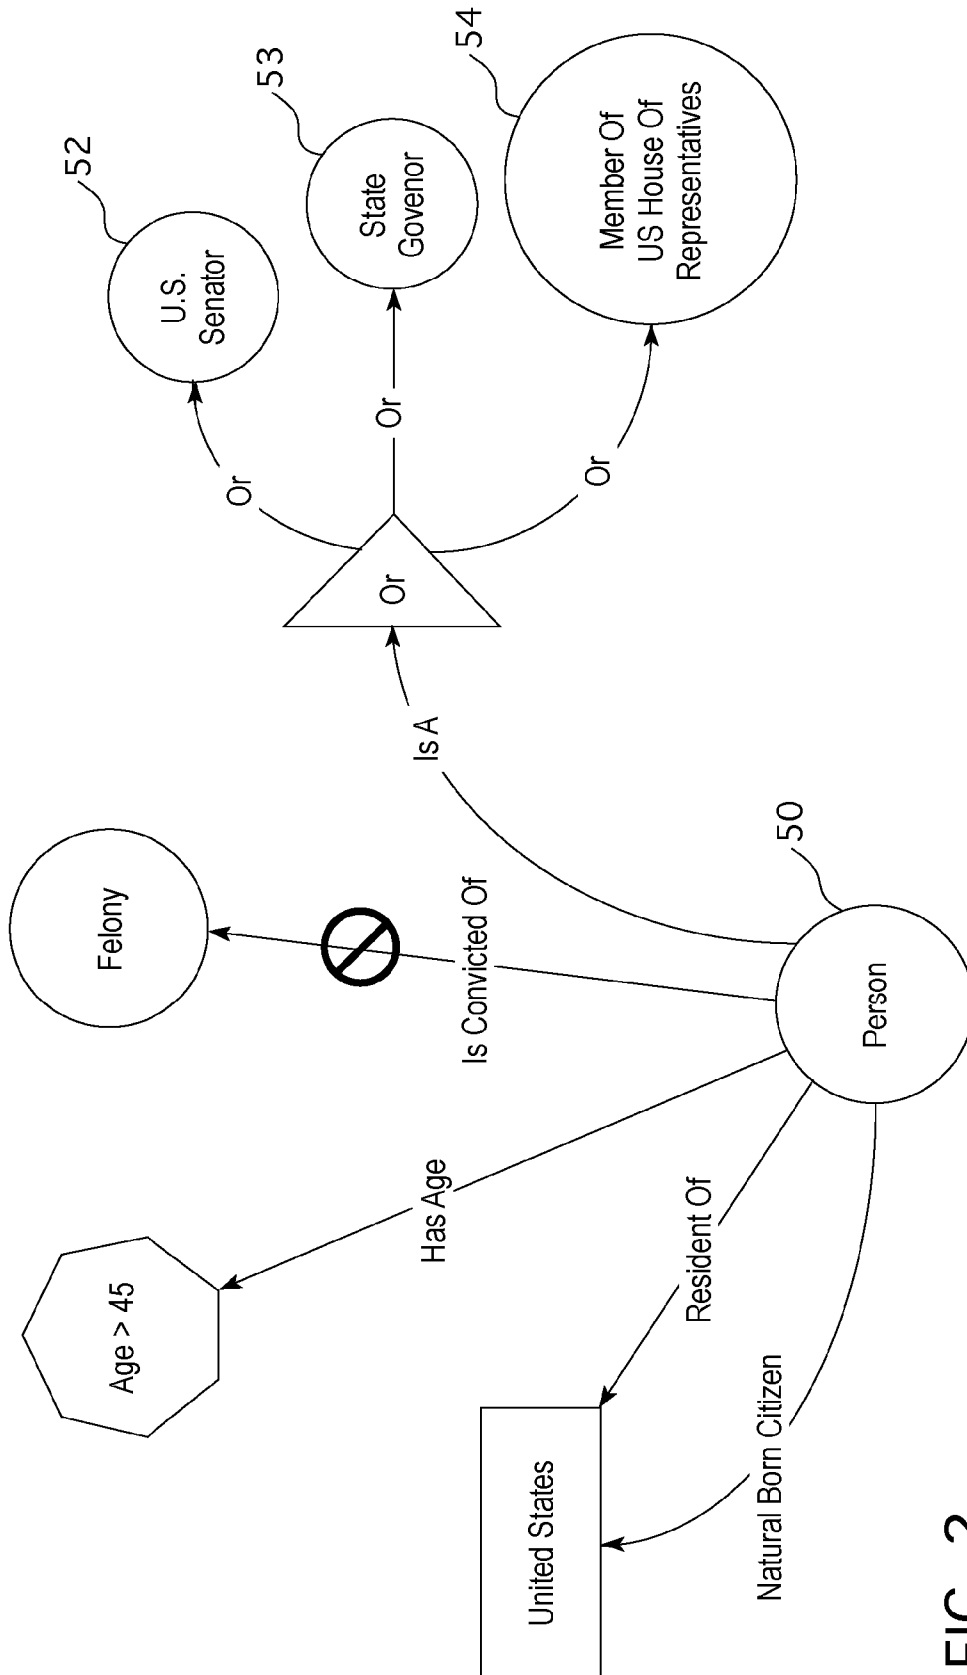 Age > 45
Felony
U.S.
Senator
52
53
State
Govenor
54
Member Of
US House Of
Representatives
Or
Or
Or
Or
Is A
Is Convicted Of
Has Age
United States
Resident Of
Natural Born Citizen
Person
50
FIG.